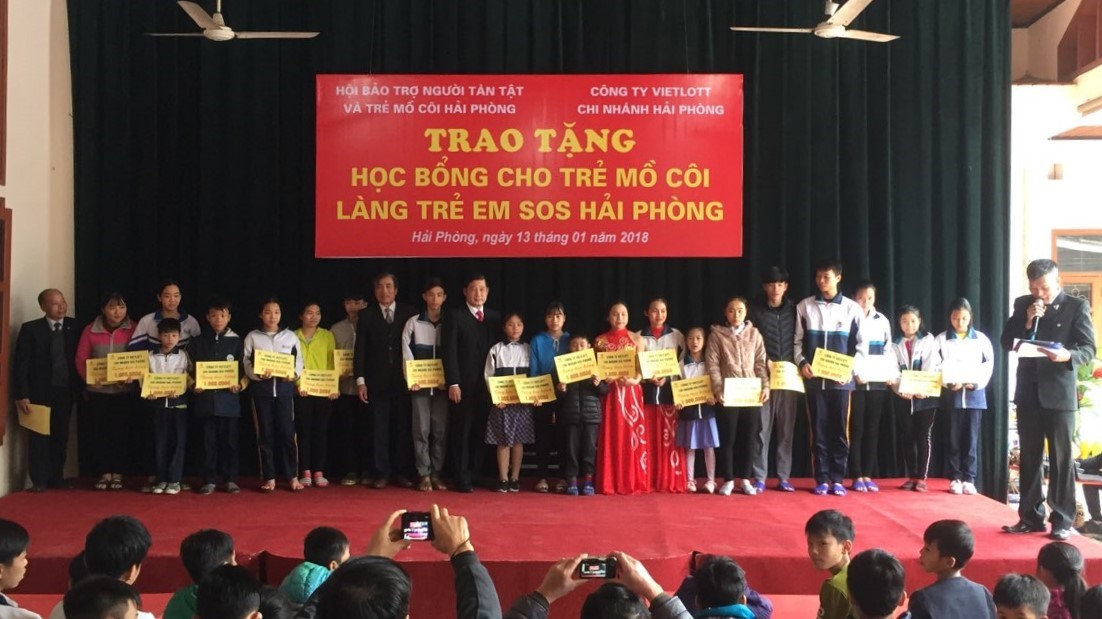 HỘI BẢO TRỢ NGƯỜI TÀN TẬT
VÀ TRẺ MỒ CÔI HẢI PHÒNG
CÔNG TY VIETLOTT
CHI NHÁNH HẢI PHÒNG
TRAO TẶNG
HỌC BỔNG CHO TRẺ MỒ CÔI
LÀNG TRẺ EM SOS HẢI PHÒNG
Hải Phòng, ngày 13 tháng 01 năm 2018